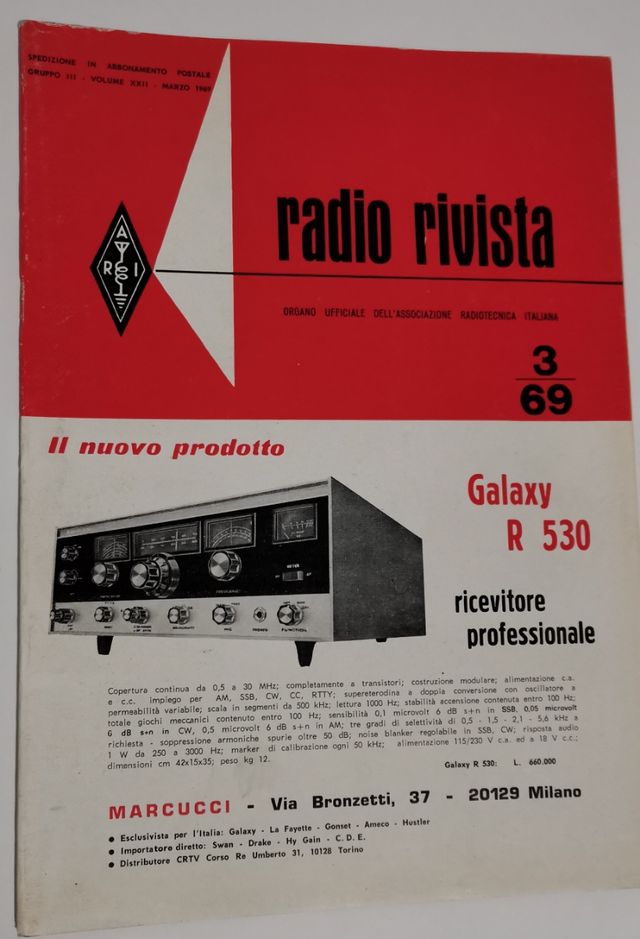 SPEDIZIONE IN ABBONAMENTO POSTALE
GRUPPO III - VOLUME XXII - MARZO 1969
A
R I
radio rivista
ORGANO UFFICIALE DELL'ASSOCIAZIONE RADIOTECNICA ITALIANA
3
69
Il nuovo prodotto
Galaxy
R 530
ricevitore
professionale
METER
FUNCTION
Copertura continua da 0,5 a 30 MHz; completamente a transistori; costruzione modulare; alimentazione c.a.
e c.c. impiego per AM, SSB, CW, CC, RTTY; supereterodina a doppia conversione con oscillatore a
permeabilità variabile; scala in segmenti da 500 kHz; lettura 1000 Hz; stabilità accensione contenuta entro 100 Hz;
totale giochi meccanici contenuto entro 100 Hz; sensibilità 0,1 microvolt 6 dB s+n in SSB, 0,05 microvolt
6 dB s+n in CW, 0,5 microvolt 6 dB s+n in AM; tre gradi di selettività di 0,5 - 1,5 - 2,1 - 5,6 kHz a
richiesta - soppressione armoniche spurie oltre 50 dB; noise blanker regolabile in SSB, CW; risposta audio
1 W da 250 a 3000 Hz; marker di calibrazione ogni 50 kHz; alimentazione 115/230 V c.a. ed a 18 V c.c.;
dimensioni cm 42x15x35; peso kg 12.
Galaxy R 530: L. 660.000
MARCUCCI - Via Bronzetti, 37 - 20129 Milano
● Esclusivista per l'Italia: Galaxy - La Fayette - Gonset - Ameco - Hustler
● Importatore diretto: Swan - Drake - Hy Gain - C.D.E.
● Distributore CRTV Corso Re Umberto 31, 10128 Torino